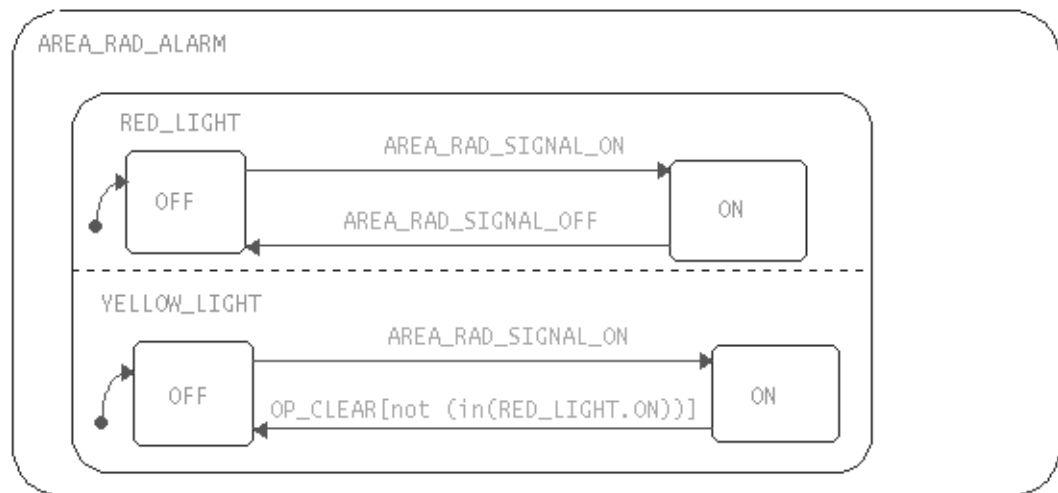 AREA_RAD_ALARM
RED_LIGHT
AREA_RAD_SIGNAL_ON
OFF
ON
AREA_RAD_SIGNAL_OFF
YELLOW_LIGHT
AREA_RAD_SIGNAL_ON
OFF
ON
OP_CLEAR[not (in(RED_LIGHT.ON))]